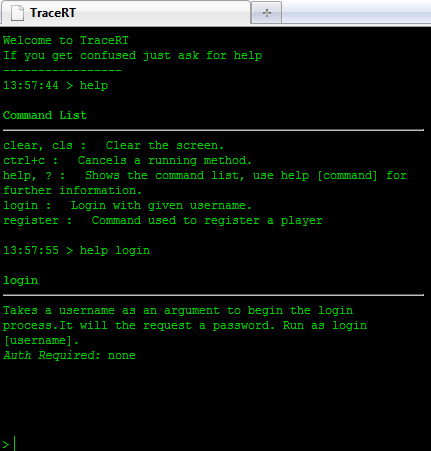 TraceRT
Welcome to TraceRT
If you get confused just ask for help
-----------------
13:57:44 > help
Command List
clear, cls :   Clear the screen.
ctrl+c :   Cancels a running method.
help, ? :   Shows the command list, use help [command] for
further information.
login :   Login with given username.
register :   Command used to register a player
13:57:55 > help login
login
Takes a username as an argument to begin the login
process.It will the request a password. Run as login
[username].
Auth Required: none
>